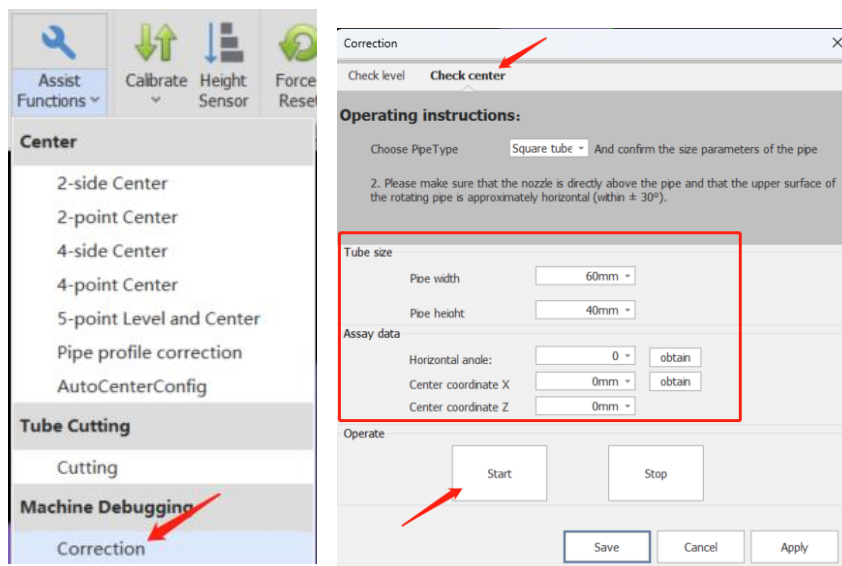 Assist
Functions
Calibrate
Height
Sensor
Force
Reset
Center
2-side Center
2-point Center
4-side Center
4-point Center
5-point Level and Center
Pipe profile correction
AutoCenterConfig
Tube Cutting
Cutting
Machine Debugging
Correction
Correction
Check level Check center
Operating instructions:
Choose PipeType Square tube And confirm the size parameters of the pipe
2. Please make sure that the nozzle is directly above the pipe and that the upper surface of
the rotating pipe is approximately horizontal (within ± 30°).
Tube size
Pipe width 60mm
Pipe height 40mm
Assay data
Horizontal angle: 0 obtain
Center coordinate X 0mm obtain
Center coordinate Z 0mm
Operate
Start Stop
Save Cancel Apply